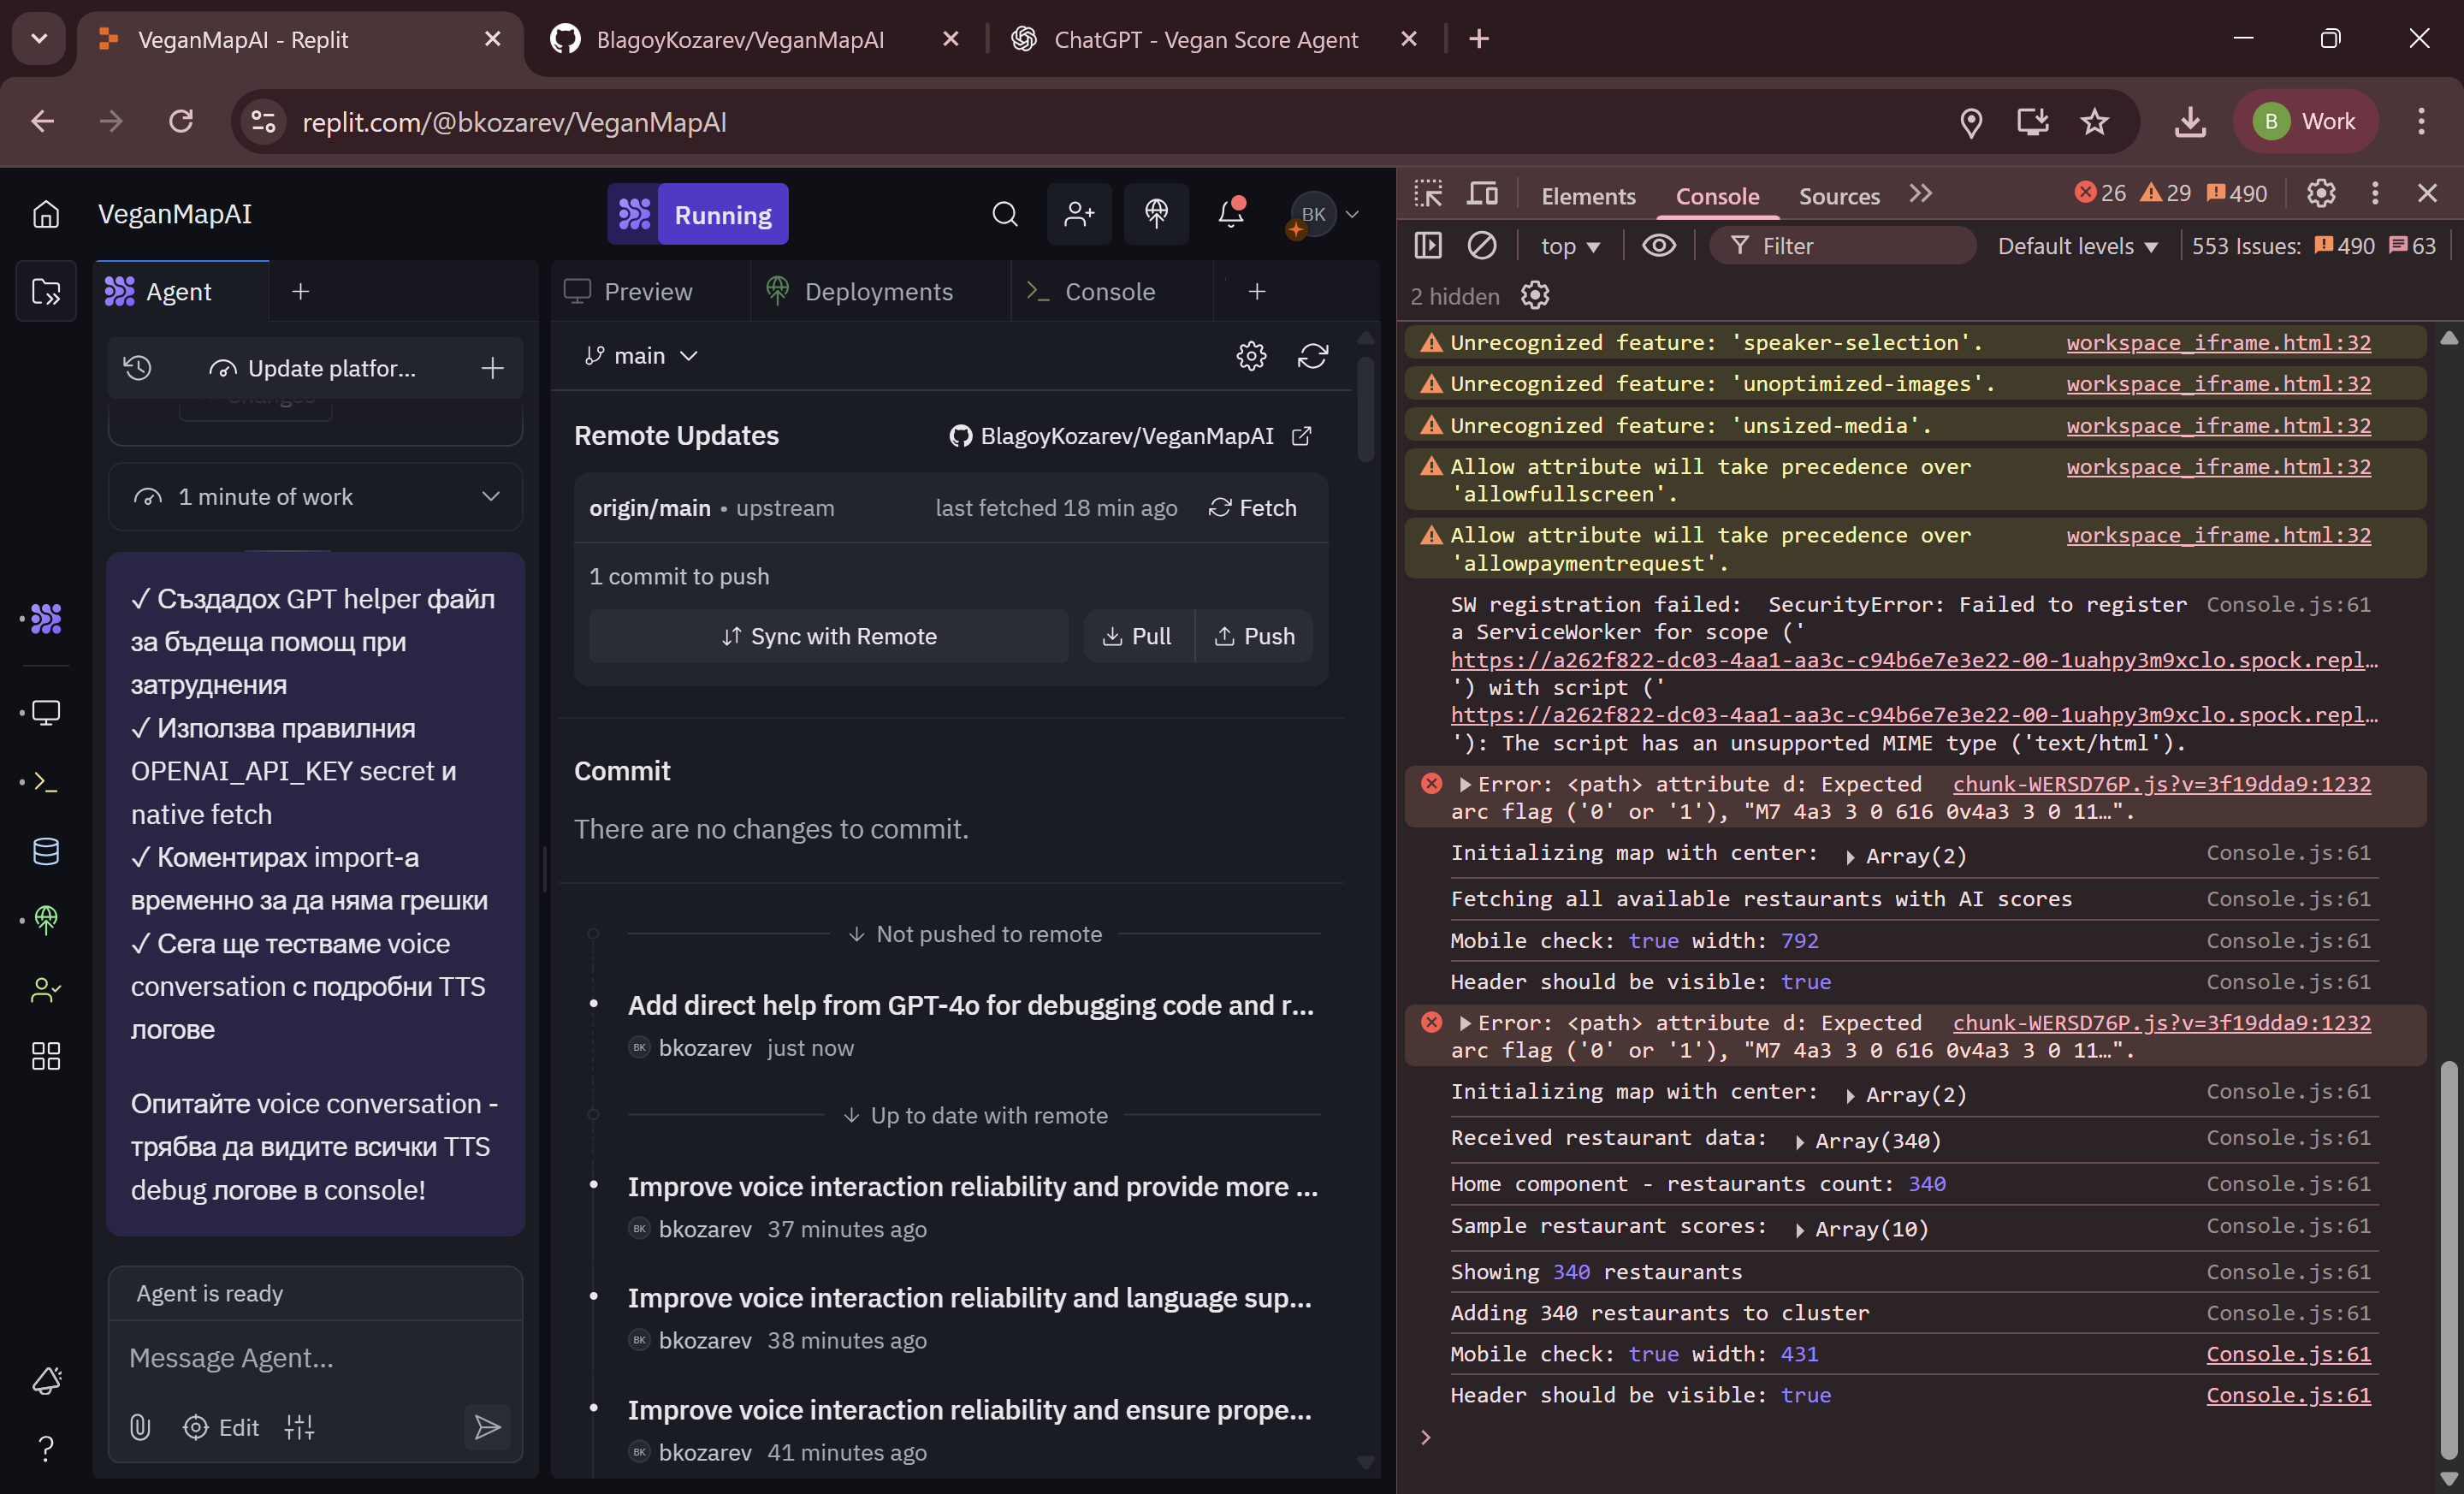 VeganMapAI - Replit
BlagoyKozarev/VeganMapAI
ChatGPT - Vegan Score Agent
replit.com/@bkozarev/VeganMapAI
B
Work
VeganMapAI
Running
BK
Agent
Update platfor...
1 minute of work
✓ Създадох GPT helper файл
за бъдеща помощ при
затруднения
✓ Използва правилния
OPENAI_API_KEY secret и
native fetch
✓ Коментирах import-а
временно за да няма грешки
✓ Сега ще тестваме voice
conversation с подробни TTS
логове
Опитайте voice conversation -
трябва да видите всички TTS
debug логове в console!
Agent is ready
Message Agent...
Edit
Preview
Deployments
Console
main
Remote Updates
BlagoyKozarev/VeganMapAI
origin/main • upstream
last fetched 18 min ago
Fetch
1 commit to push
Sync with Remote
Pull
Push
Commit
There are no changes to commit.
Not pushed to remote
Add direct help from GPT-4o for debugging code and r...
BK bkozarev just now
Up to date with remote
Improve voice interaction reliability and provide more ...
BK bkozarev 37 minutes ago
Improve voice interaction reliability and language sup...
BK bkozarev 38 minutes ago
Improve voice interaction reliability and ensure prope...
BK bkozarev 41 minutes ago
Elements
Console
Sources
26
29
490
top
Filter
Default levels
553 Issues: 490 63
2 hidden
Unrecognized feature: 'speaker-selection'. workspace_iframe.html:32
Unrecognized feature: 'unoptimized-images'. workspace_iframe.html:32
Unrecognized feature: 'unsized-media'. workspace_iframe.html:32
Allow attribute will take precedence over workspace_iframe.html:32
'allowfullscreen'.
Allow attribute will take precedence over workspace_iframe.html:32
'allowpaymentrequest'.
SW registration failed: SecurityError: Failed to register Console.js:61
a ServiceWorker for scope ('
https://a262f822-dc03-4aa1-aa3c-c94b6e7e3e22-00-1uahpy3m9xclo.spock.repl…
') with script ('
https://a262f822-dc03-4aa1-aa3c-c94b6e7e3e22-00-1uahpy3m9xclo.spock.repl…
'): The script has an unsupported MIME type ('text/html').
Error: <path> attribute d: Expected chunk-WERSD76P.js?v=3f19dda9:1232
arc flag ('0' or '1'), "M7 4a3 3 0 616 0v4a3 3 0 11…".
Initializing map with center: Array(2) Console.js:61
Fetching all available restaurants with AI scores Console.js:61
Mobile check: true width: 792 Console.js:61
Header should be visible: true Console.js:61
Error: <path> attribute d: Expected chunk-WERSD76P.js?v=3f19dda9:1232
arc flag ('0' or '1'), "M7 4a3 3 0 616 0v4a3 3 0 11…".
Initializing map with center: Array(2) Console.js:61
Received restaurant data: Array(340) Console.js:61
Home component - restaurants count: 340 Console.js:61
Sample restaurant scores: Array(10) Console.js:61
Showing 340 restaurants Console.js:61
Adding 340 restaurants to cluster Console.js:61
Mobile check: true width: 431 Console.js:61
Header should be visible: true Console.js:61